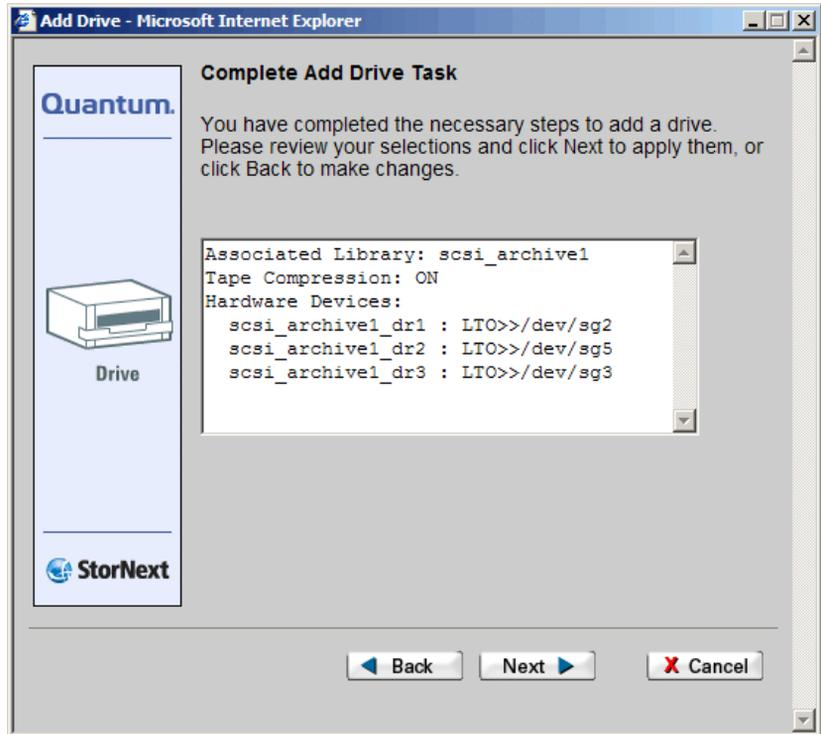 Add Drive - Microsoft Internet Explorer
Quantum.
Drive
StorNext
Complete Add Drive Task
You have completed the necessary steps to add a drive.
Please review your selections and click Next to apply them, or
click Back to make changes.
Associated Library: scsi_archive1
Tape Compression: ON
Hardware Devices:
scsi_archive1_dr1 : LTO>>/dev/sg2
scsi_archive1_dr2 : LTO>>/dev/sg5
scsi_archive1_dr3 : LTO>>/dev/sg3
Back
Next
Cancel